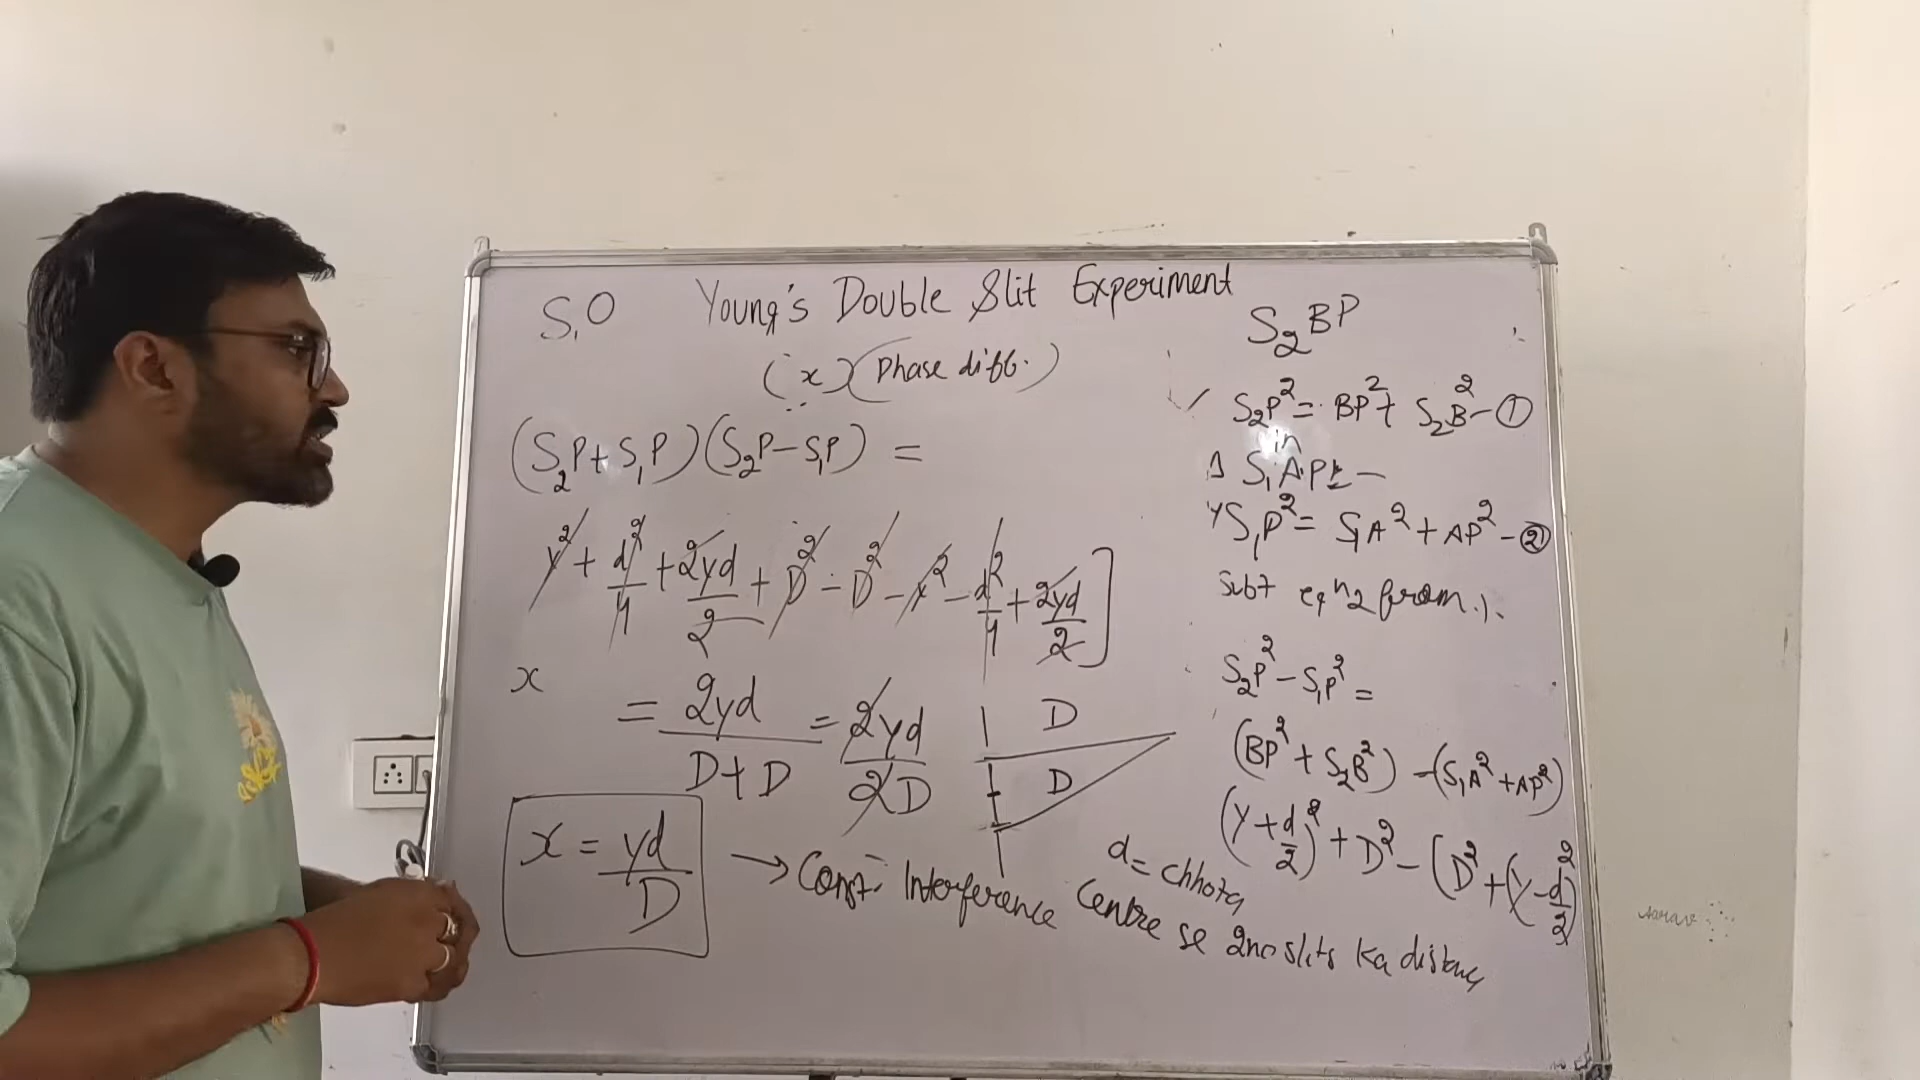 S₁O Young's Double Slit Experiment
(x) (Phase diff.)
(S₂P + S₁P) (S₂P - S₁P) =
y² + d²/4 + 2yd/2 + D² - D² - y² - d²/4 + 2yd/2 ]
x = 2yd/(D + D) = 2yd/2D
D
D
x = yd/D → Const. Interference
d = chhota
Centre se 2no slits ka distance
S₂BP
✓ S₂P² = BP² + S₂B² - ①
in
Δ S₁AP
S₁P² = S₁A² + AP² - ②
Subt eqⁿ 2 from 1.
S₂P² - S₁P² =
(BP² + S₂B²) - (S₁A² + AP²)
(y + d/2)² + D² - (D² + (y - d/2)²